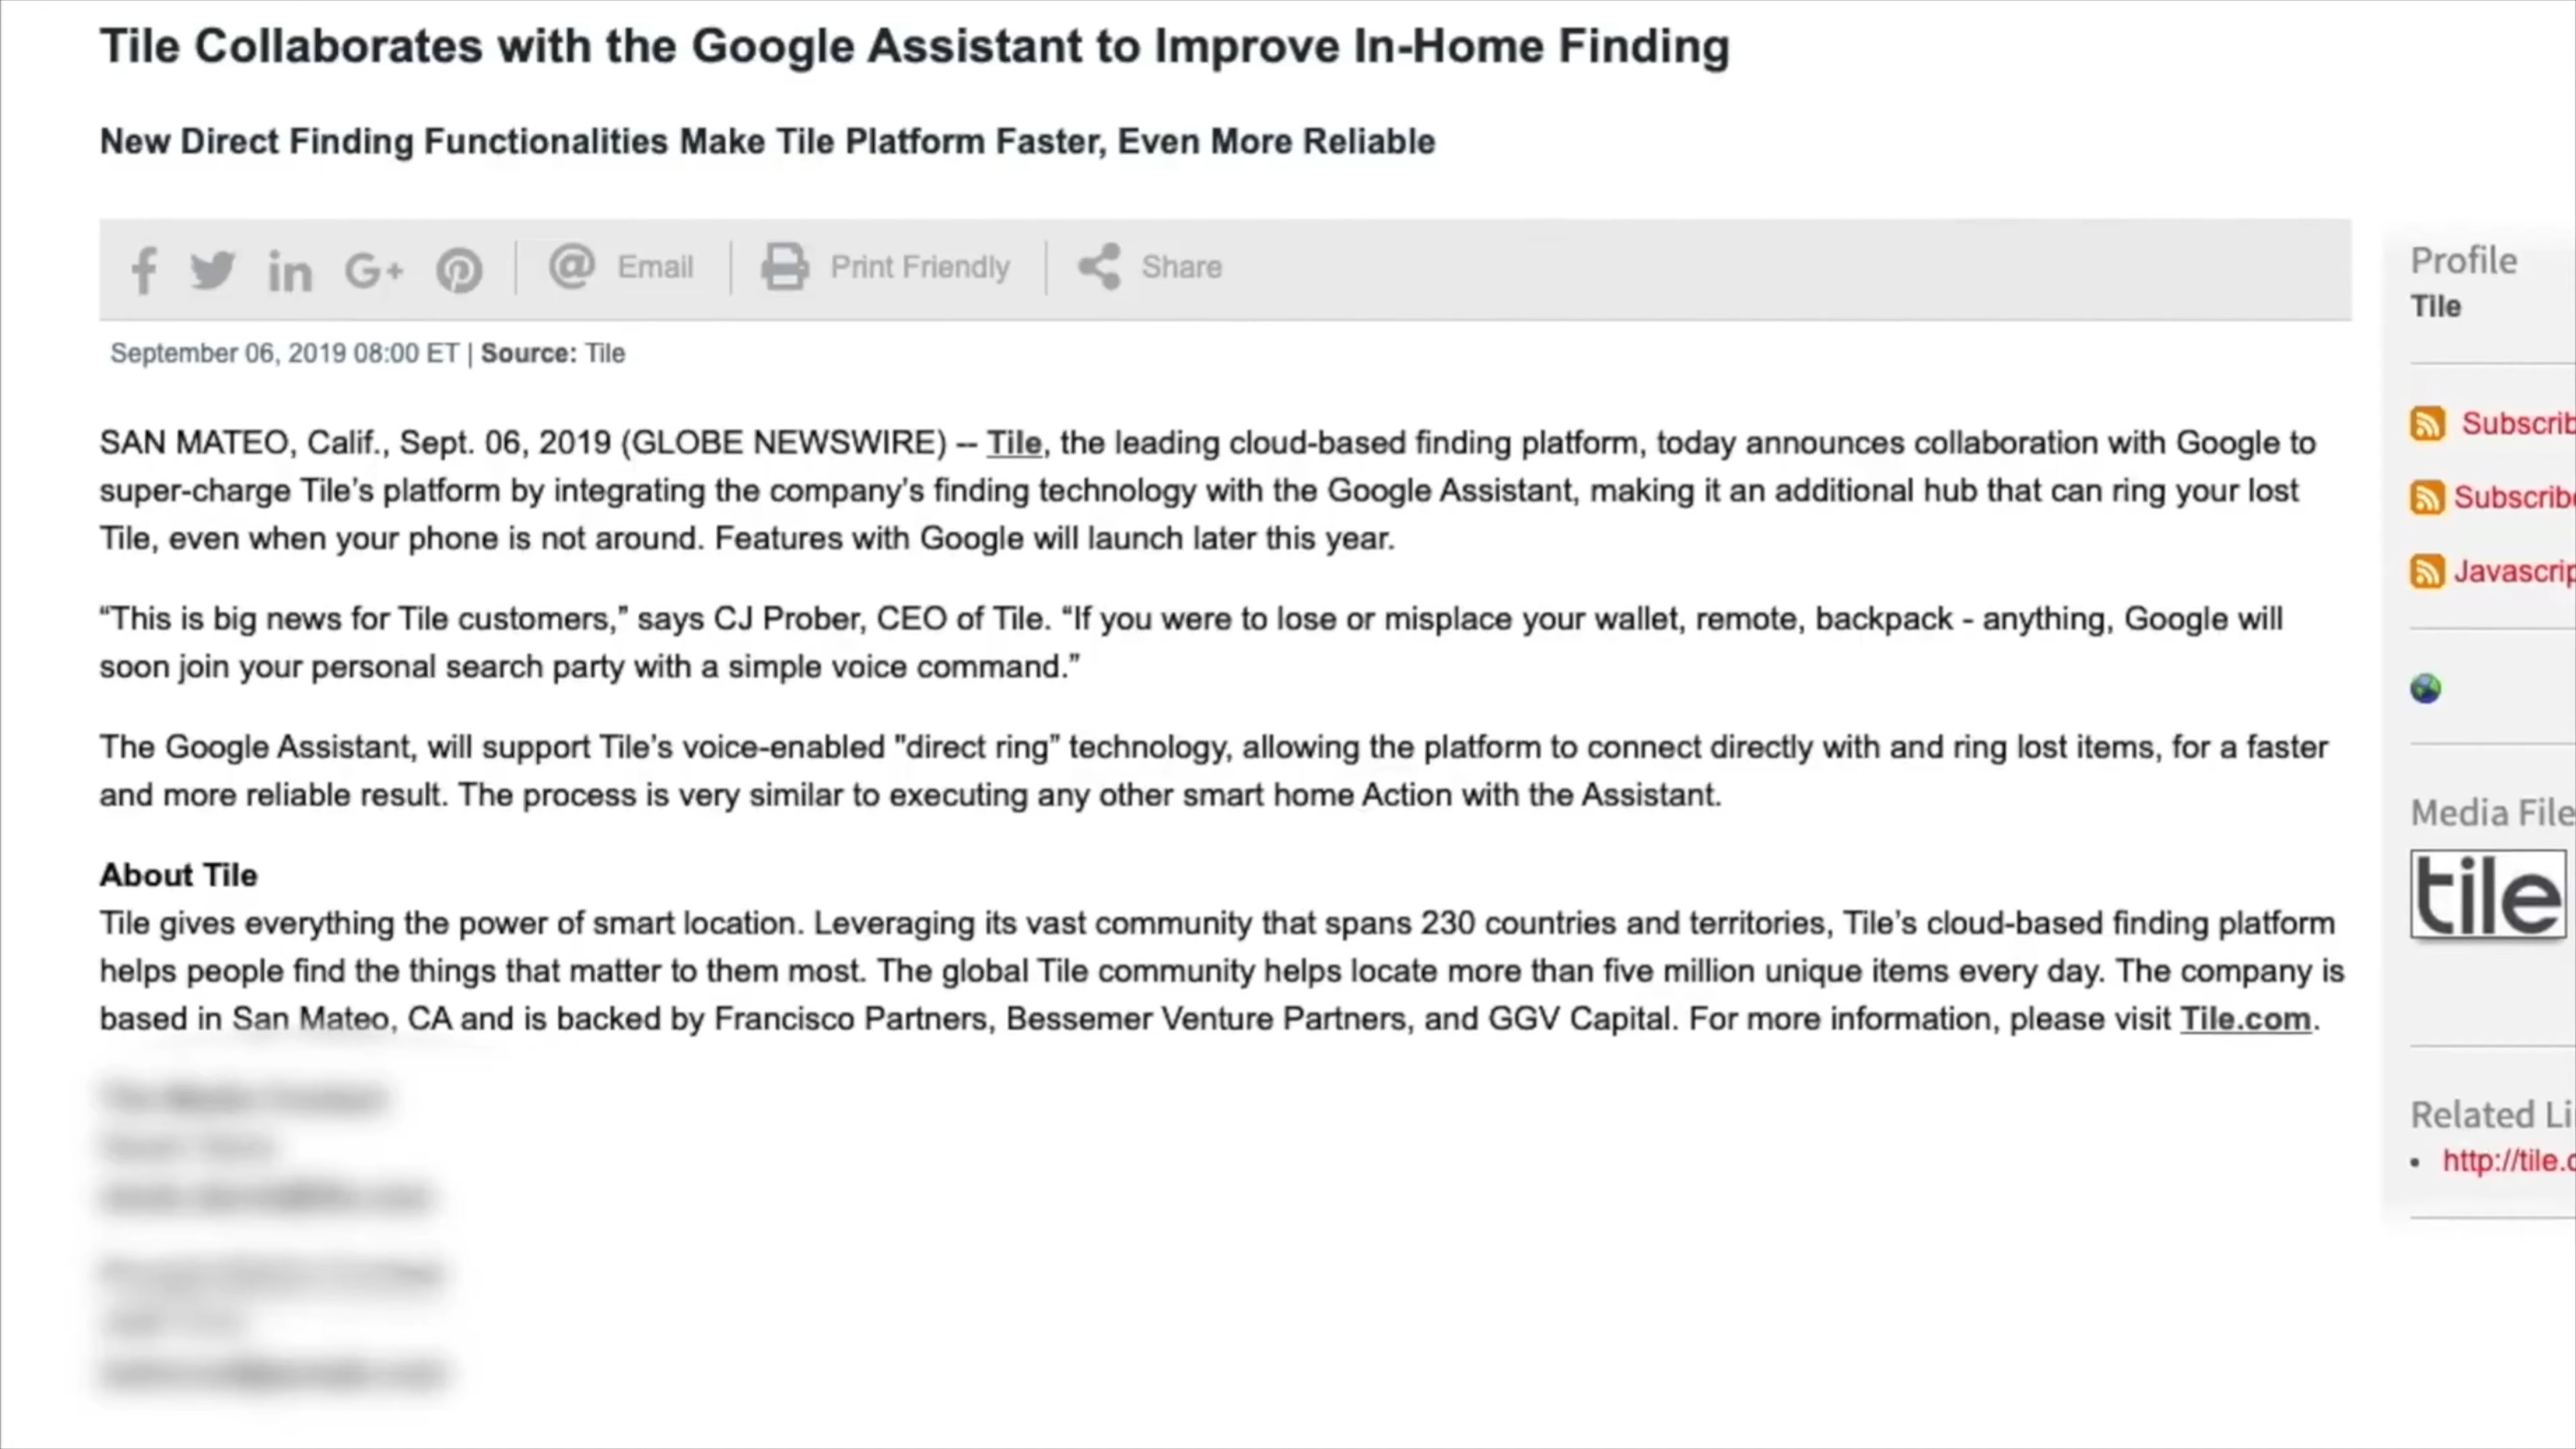 Tile Collaborates with the Google Assistant to Improve In-Home Finding
New Direct Finding Functionalities Make Tile Platform Faster, Even More Reliable
f in G+ @ Email Print Friendly Share
September 06, 2019 08:00 ET | Source: Tile
SAN MATEO, Calif., Sept. 06, 2019 (GLOBE NEWSWIRE) -- Tile, the leading cloud-based finding platform, today announces collaboration with Google to
super-charge Tile’s platform by integrating the company’s finding technology with the Google Assistant, making it an additional hub that can ring your lost
Tile, even when your phone is not around. Features with Google will launch later this year.
“This is big news for Tile customers,” says CJ Prober, CEO of Tile. “If you were to lose or misplace your wallet, remote, backpack - anything, Google will
soon join your personal search party with a simple voice command.”
The Google Assistant, will support Tile’s voice-enabled "direct ring” technology, allowing the platform to connect directly with and ring lost items, for a faster
and more reliable result. The process is very similar to executing any other smart home Action with the Assistant.
About Tile
Tile gives everything the power of smart location. Leveraging its vast community that spans 230 countries and territories, Tile’s cloud-based finding platform
helps people find the things that matter to them most. The global Tile community helps locate more than five million unique items every day. The company is
based in San Mateo, CA and is backed by Francisco Partners, Bessemer Venture Partners, and GGV Capital. For more information, please visit Tile.com.
Profile
Tile
Subscrib
Subscribe
Javascrip
Media File
tile
Related Li
• http://tile.c